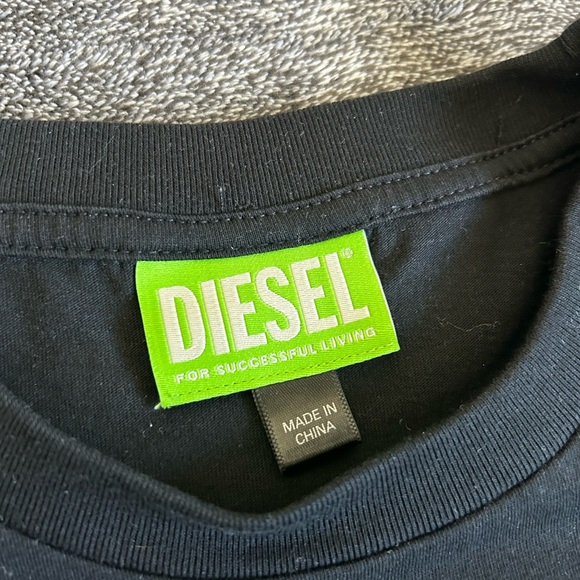 DIESEL®
FOR SUCCESSFUL LIVING
MADE IN
CHINA